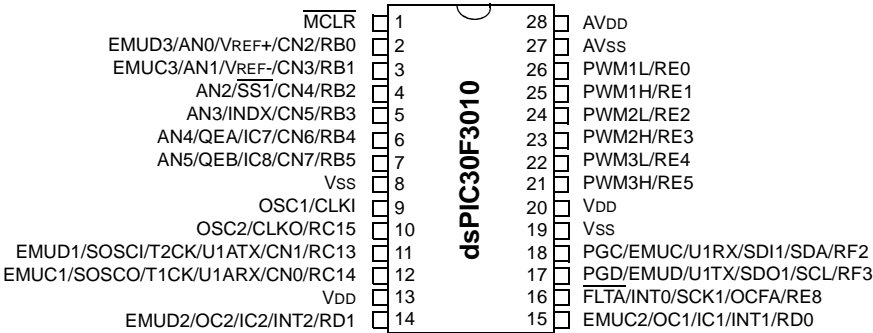 MCLR 1 28 AVDD
EMUD3/AN0/VREF+/CN2/RB0 2 27 AVSS
EMUC3/AN1/VREF-/CN3/RB1 3 26 PWM1L/RE0
AN2/SS1/CN4/RB2 4 25 PWM1H/RE1
AN3/INDX/CN5/RB3 5 24 PWM2L/RE2
AN4/QEA/IC7/CN6/RB4 6 23 PWM2H/RE3
AN5/QEB/IC8/CN7/RB5 7 22 PWM3L/RE4
VSS 8 21 PWM3H/RE5
OSC1/CLKI 9 20 VDD
OSC2/CLKO/RC15 10 19 VSS
EMUD1/SOSCI/T2CK/U1ATX/CN1/RC13 11 18 PGC/EMUC/U1RX/SDI1/SDA/RF2
EMUC1/SOSCO/T1CK/U1ARX/CN0/RC14 12 17 PGD/EMUD/U1TX/SDO1/SCL/RF3
VDD 13 16 FLTA/INT0/SCK1/OCFA/RE8
EMUD2/OC2/IC2/INT2/RD1 14 15 EMUC2/OC1/IC1/INT1/RD0
dsPIC30F3010